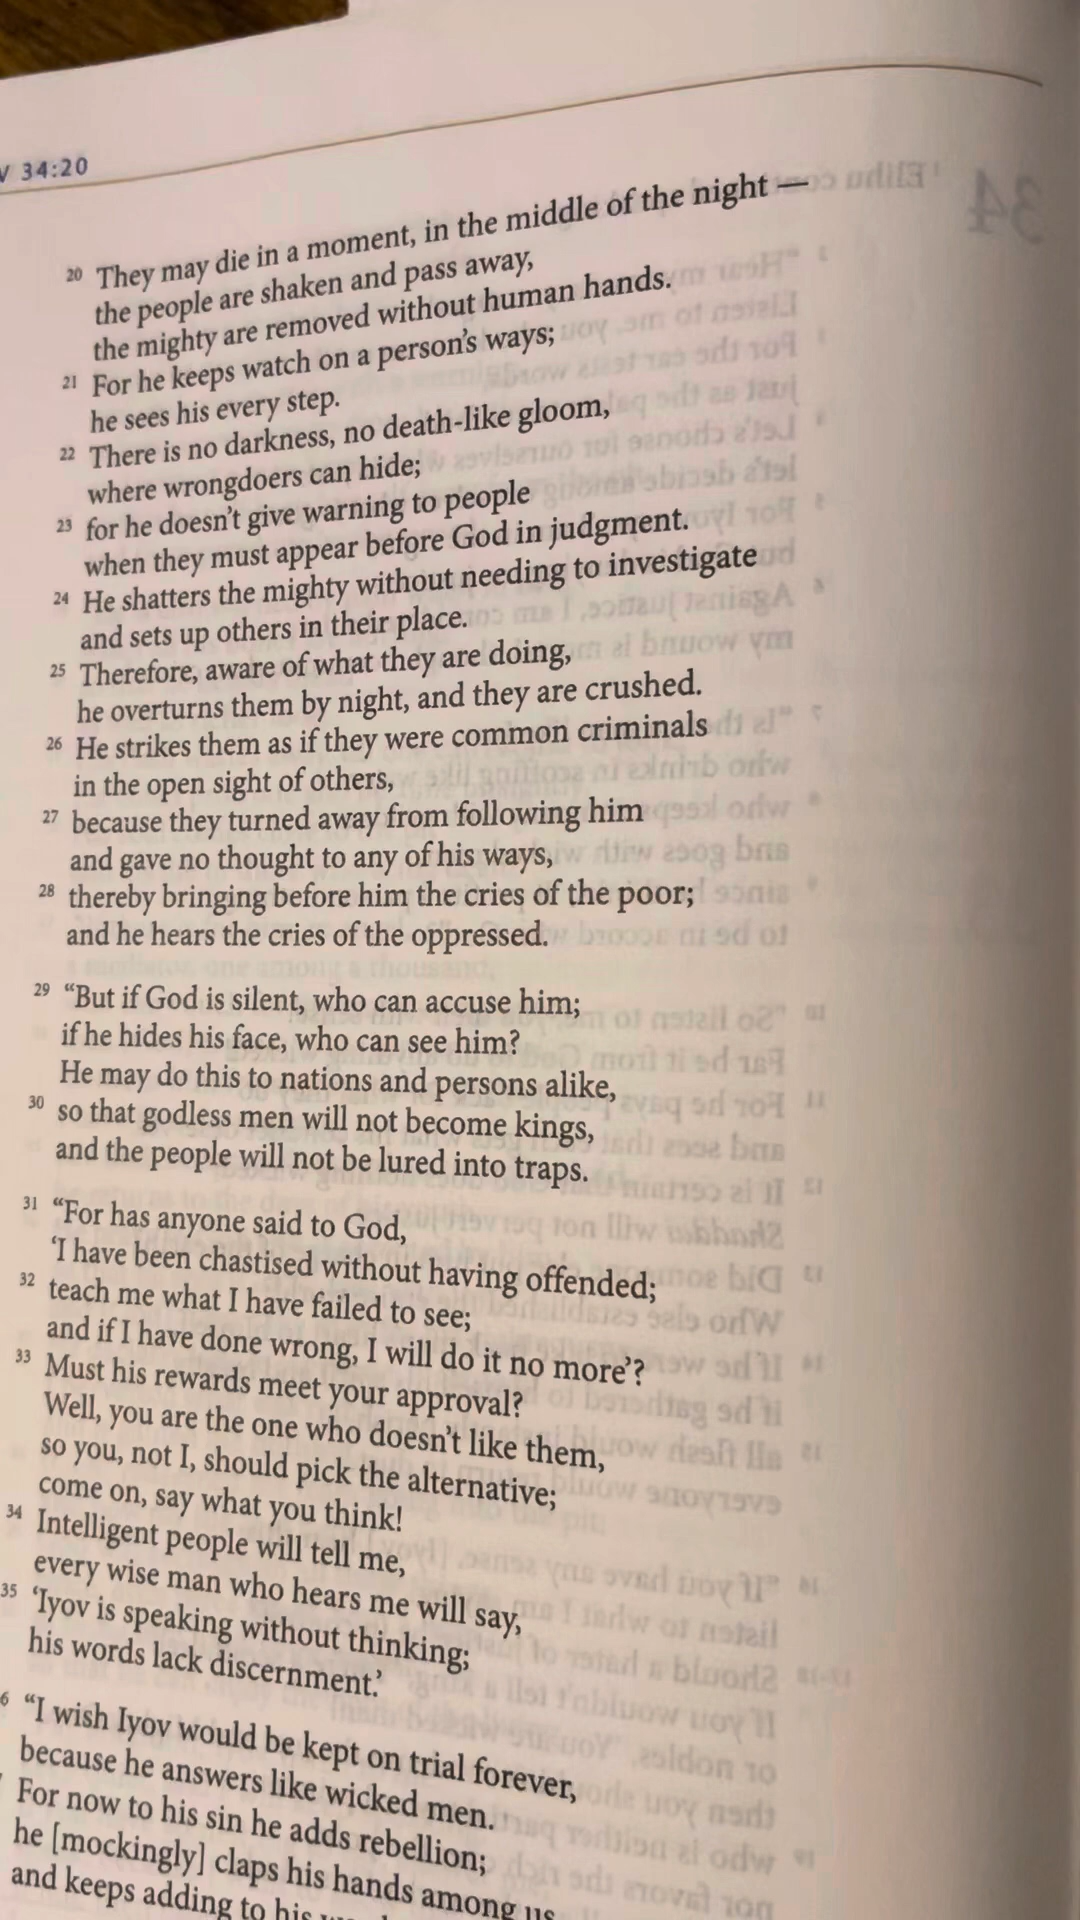 34:20
20 They may die in a moment, in the middle of the night —
the people are shaken and pass away,
the mighty are removed without human hands.
21 For he keeps watch on a person's ways;
he sees his every step.
22 There is no darkness, no death-like gloom,
where wrongdoers can hide;
23 for he doesn't give warning to people
when they must appear before God in judgment.
24 He shatters the mighty without needing to investigate
and sets up others in their place.
25 Therefore, aware of what they are doing,
he overturns them by night, and they are crushed.
26 He strikes them as if they were common criminals
in the open sight of others,
27 because they turned away from following him
and gave no thought to any of his ways,
28 thereby bringing before him the cries of the poor;
and he hears the cries of the oppressed.
29 “But if God is silent, who can accuse him;
if he hides his face, who can see him?
He may do this to nations and persons alike,
30 so that godless men will not become kings,
and the people will not be lured into traps.
31 “For has anyone said to God,
‘I have been chastised without having offended;
32 teach me what I have failed to see;
and if I have done wrong, I will do it no more’?
33 Must his rewards meet your approval?
Well, you are the one who doesn't like them,
so you, not I, should pick the alternative;
come on, say what you think!
34 Intelligent people will tell me,
every wise man who hears me will say,
35 ‘Iyov is speaking without thinking;
his words lack discernment.’
6 “I wish Iyov would be kept on trial forever,
because he answers like wicked men.
For now to his sin he adds rebellion;
he [mockingly] claps his hands among us
and keeps adding to his